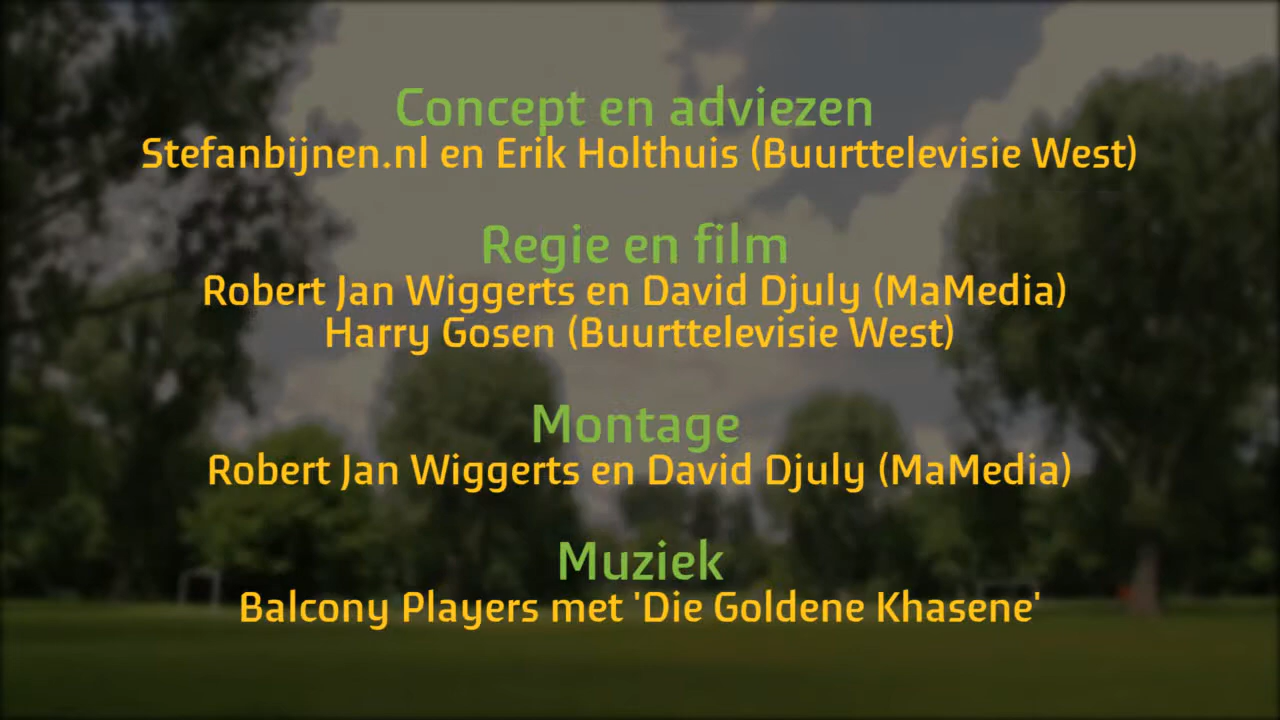 Concept en adviezen
Stefanbijnen.nl en Erik Holthuis (Buurttelevisie West)
Regie en film
Robert Jan Wiggerts en David Djuly (MaMedia)
Harry Gosen (Buurttelevisie West)
Montage
Robert Jan Wiggerts en David Djuly (MaMedia)
Muziek
Balcony Players met 'Die Goldene Khasene'